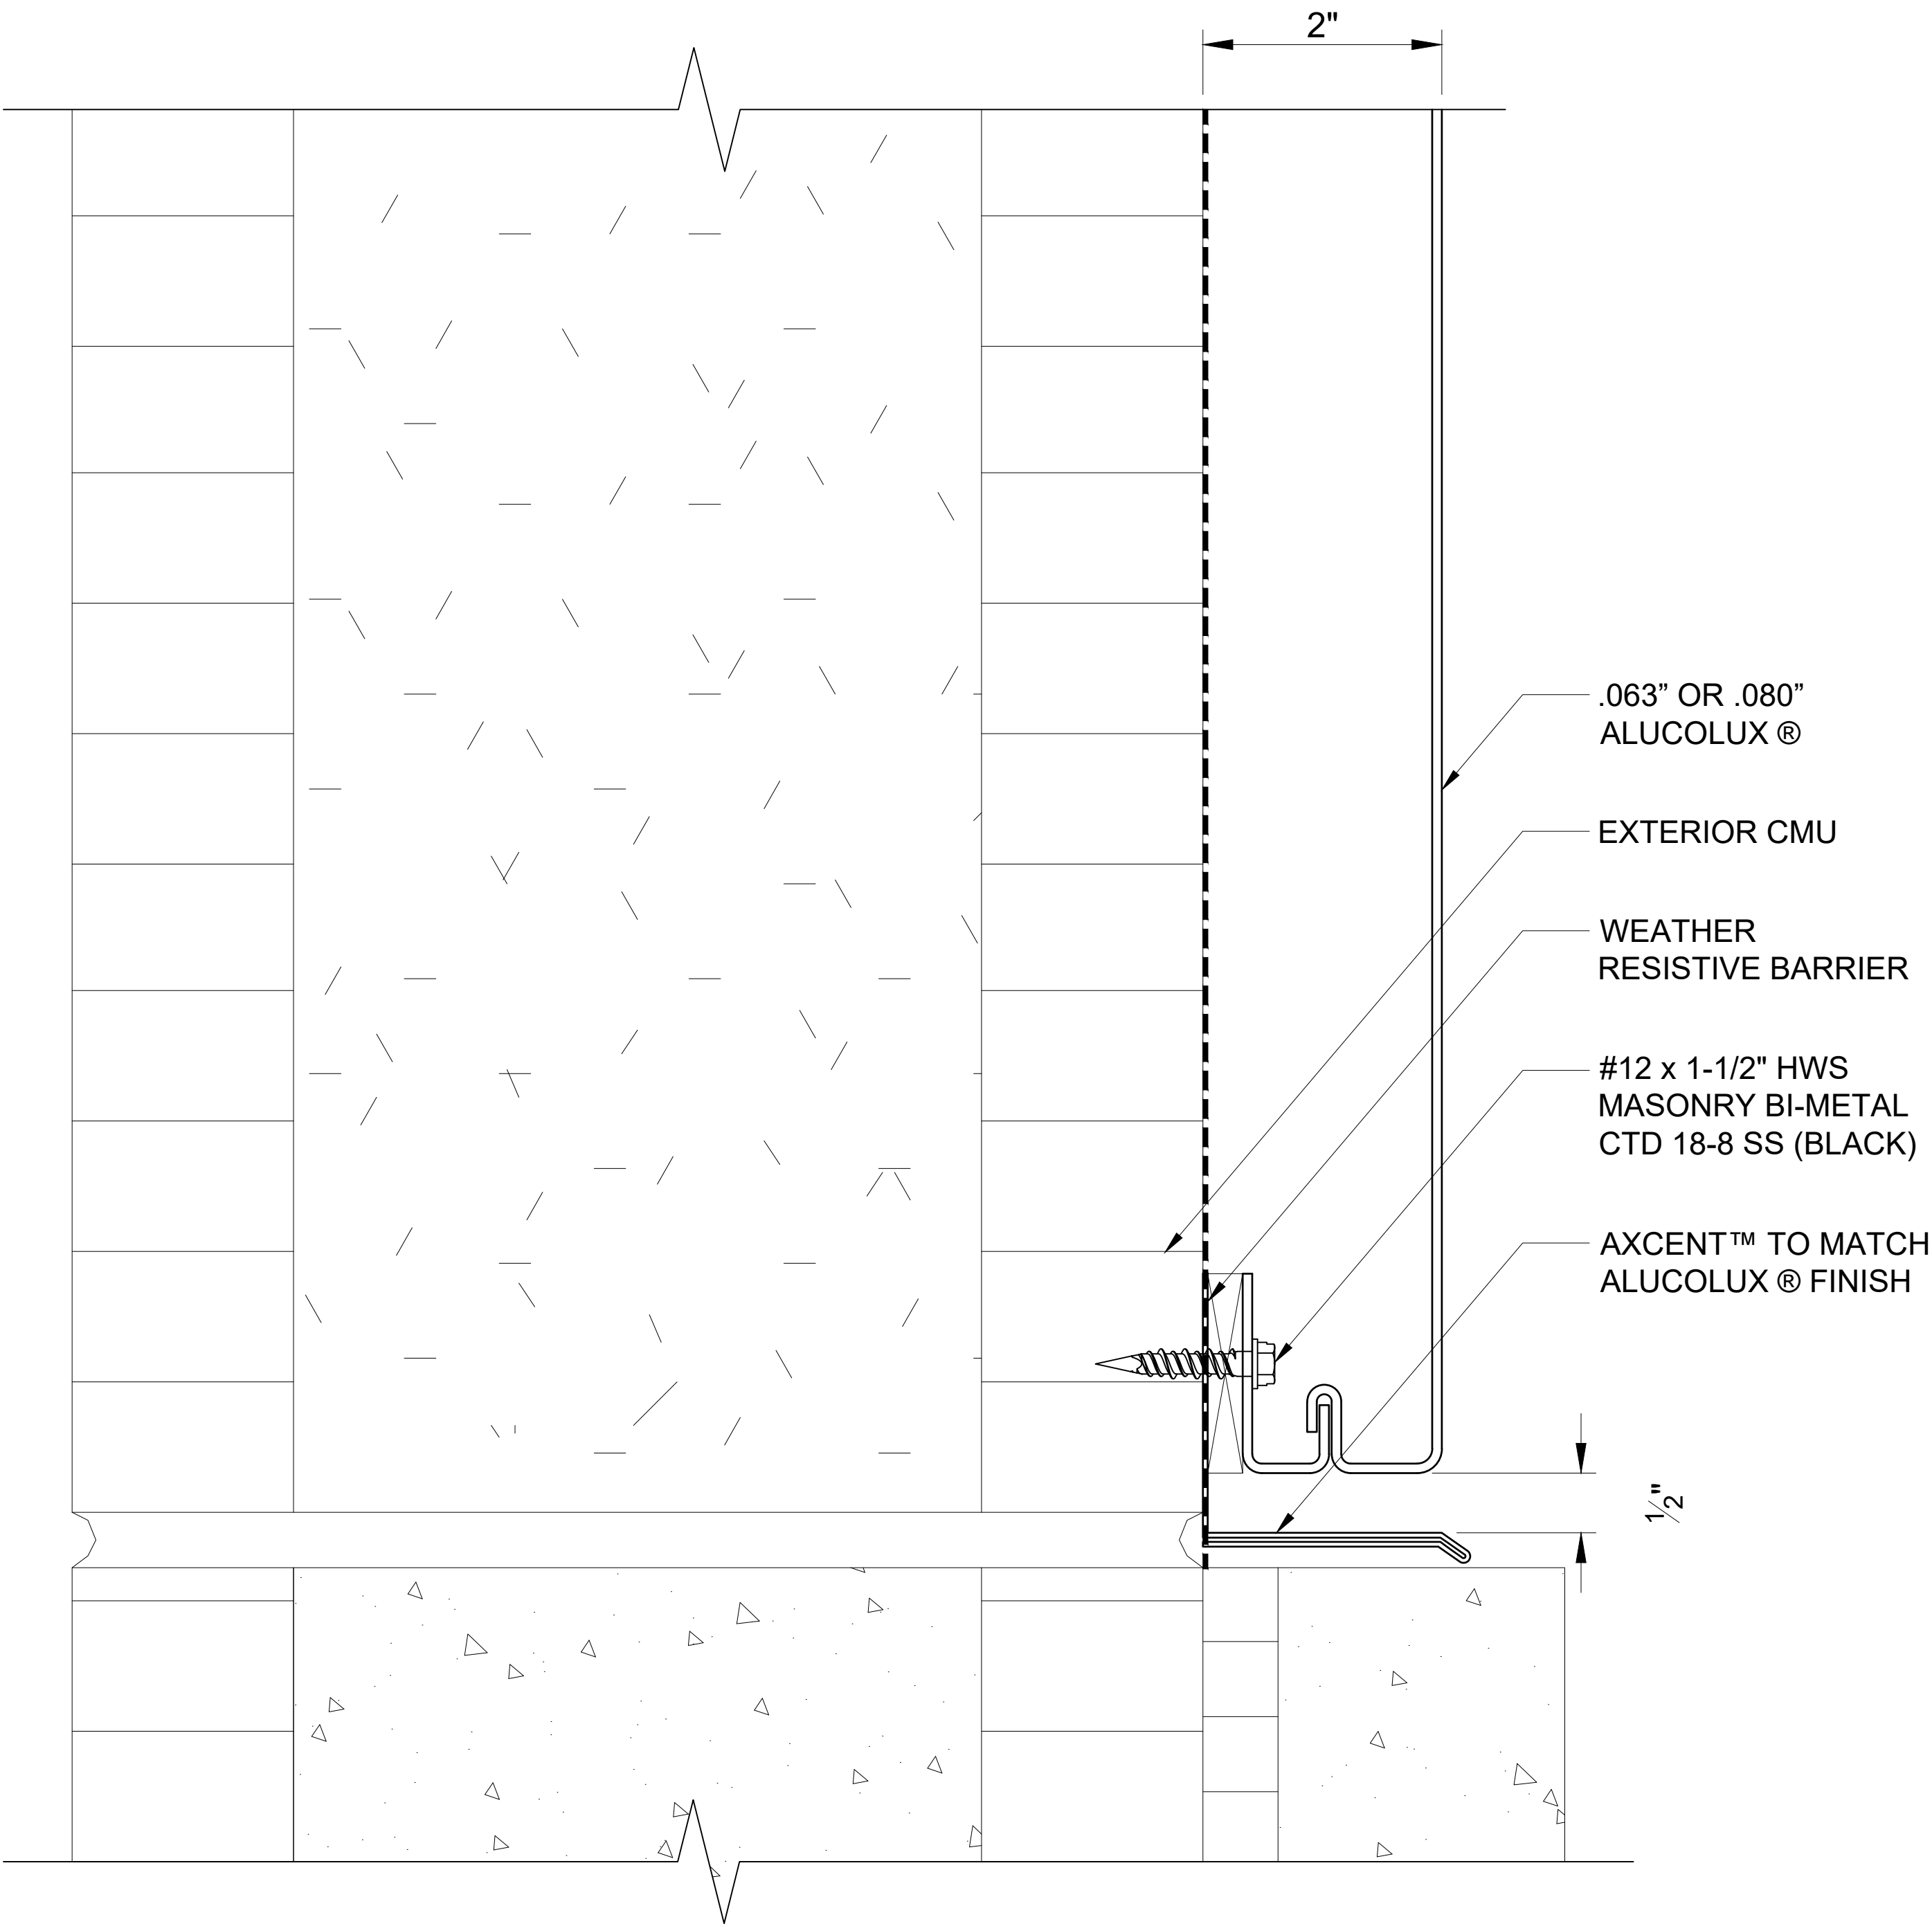 2"
.063” OR .080”
ALUCOLUX ®
EXTERIOR CMU
WEATHER
RESISTIVE BARRIER
#12 x 1-1/2" HWS
MASONRY BI-METAL
CTD 18-8 SS (BLACK)
AXCENT™ TO MATCH
ALUCOLUX ® FINISH
1/2"